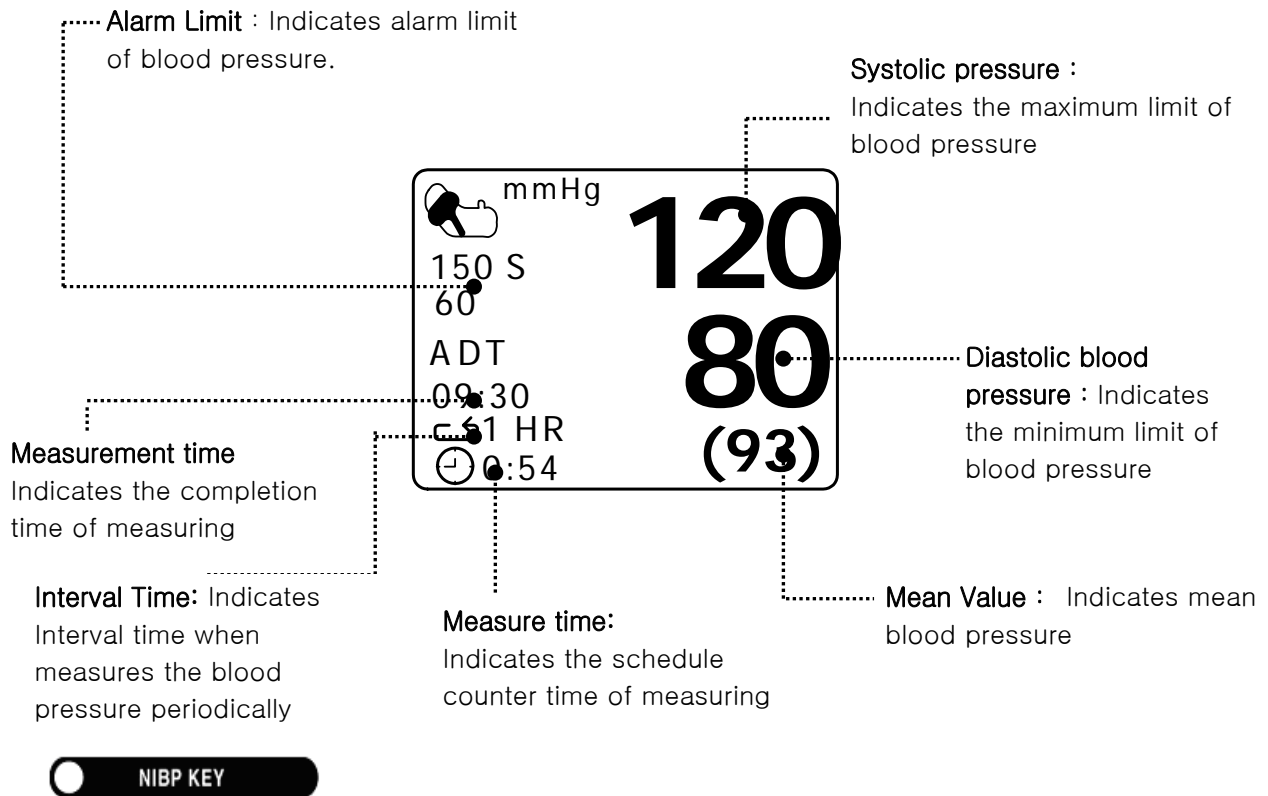 Alarm Limit : Indicates alarm limit
of blood pressure.
Systolic pressure :
Indicates the maximum limit of
blood pressure
mmHg
120
150 S
60
80
ADT
09:30
1 HR
(93)
0:54
Diastolic blood
pressure : Indicates
the minimum limit of
blood pressure
Measurement time
Indicates the completion
time of measuring
Interval Time: Indicates
Interval time when
measures the blood
pressure periodically
Measure time:
Indicates the schedule
counter time of measuring
Mean Value : Indicates mean
blood pressure
NIBP KEY